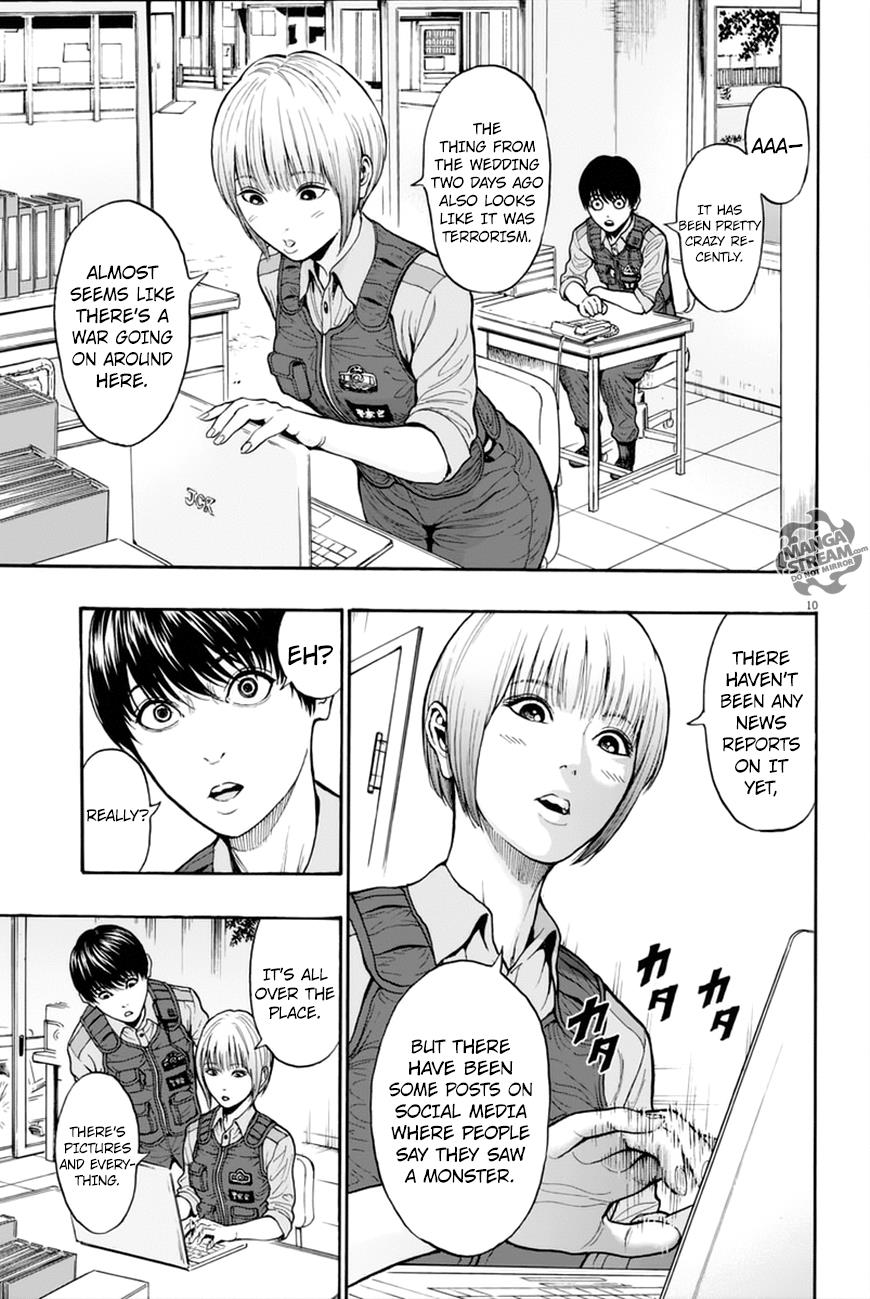 AAA-
IT HAS
BEEN PRETTY
CRAZY RE-
CENTLY.
THE
THING FROM
THE WEDDING
TWO DAYS AGO
ALSO LOOKS
LIKE IT WAS
TERRORISM.
ALMOST
SEEMS LIKE
THERE'S A
WAR GOING
ON AROUND
HERE.
JCK
MANGA
STREAM.com
DO NOT MIRROR
10
THERE
HAVEN'T
BEEN ANY
NEWS
REPORTS
ON IT
YET,
カタ
カタ
BUT THERE
HAVE BEEN
SOME POSTS ON
SOCIAL MEDIA
WHERE PEOPLE
SAY THEY SAW
A MONSTER.
EH?
REALLY?
IT'S ALL
OVER THE
PLACE.
THERE'S
PICTURES
AND EVERY-
THING.